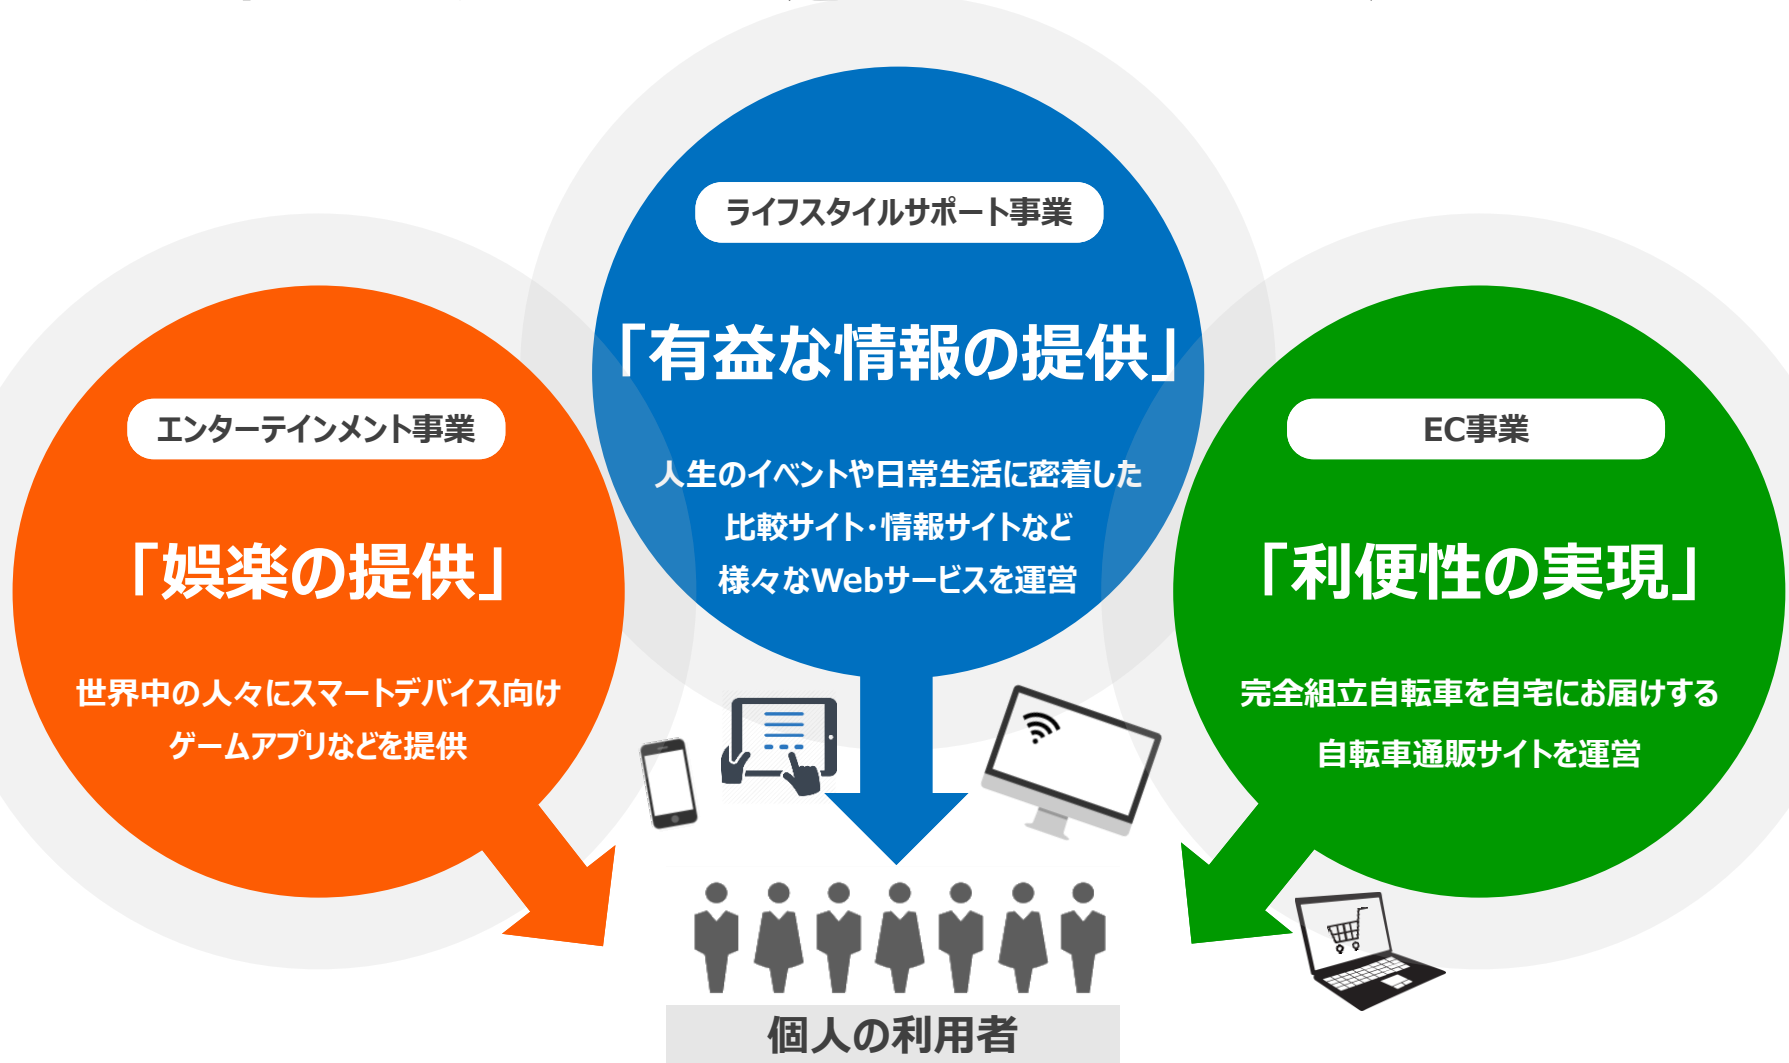 ライフスタイルサポート事業
「有益な情報の提供」
人生のイベントや日常生活に密着した
比較サイト・情報サイトなど
様々なWebサービスを運営
エンターテインメント事業
「娯楽の提供」
世界中の人々にスマートデバイス向け
ゲームアプリなどを提供
EC事業
「利便性の実現」
完全組立自転車を自宅にお届けする
自転車通販サイトを運営
個人の利用者